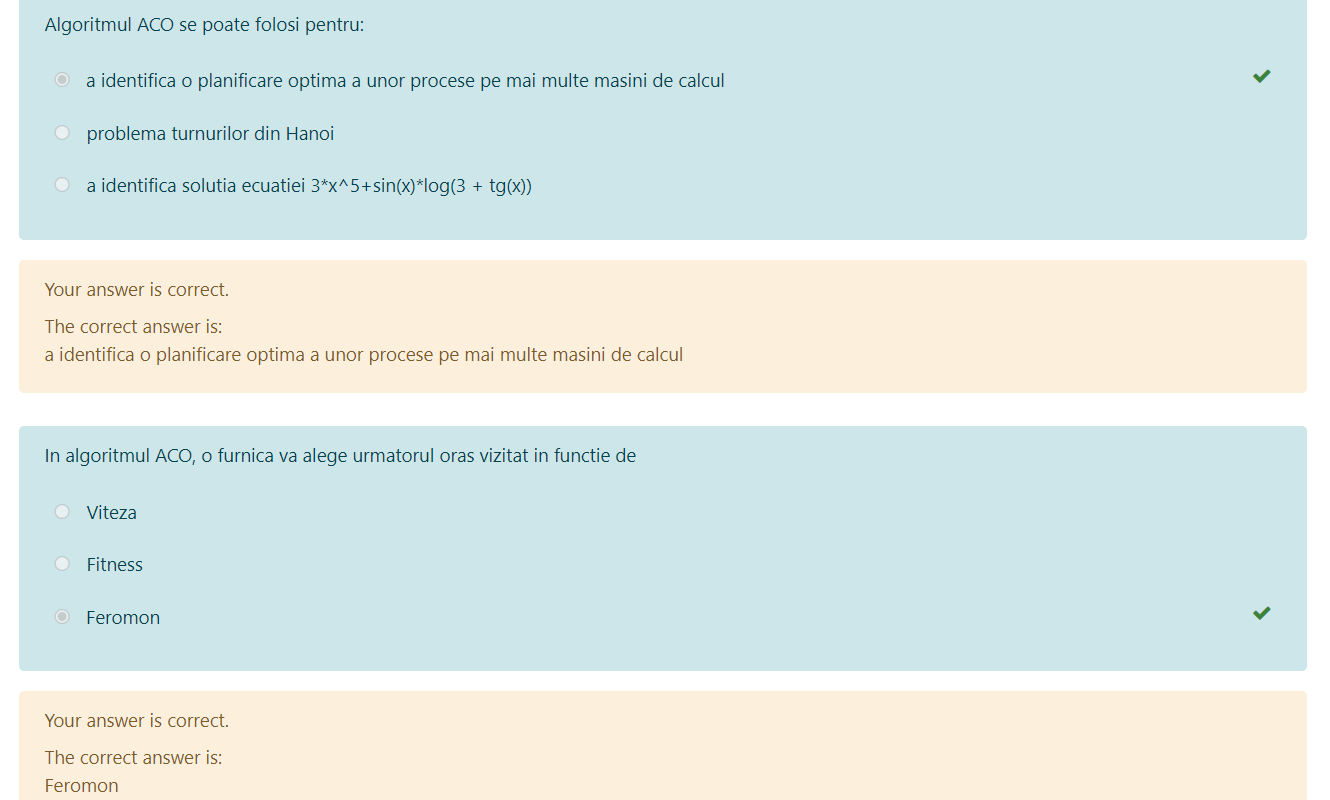 Algoritmul ACO se poate folosi pentru:
a identifica o planificare optima a unor procese pe mai multe masini de calcul
problema turnurilor din Hanoi
a identifica solutia ecuatiei 3*x^5+sin(x)*log(3 + tg(x))
Your answer is correct.
The correct answer is:
a identifica o planificare optima a unor procese pe mai multe masini de calcul
In algoritmul ACO, o furnica va alege urmatorul oras vizitat in functie de
Viteza
Fitness
Feromon
Your answer is correct.
The correct answer is:
Feromon